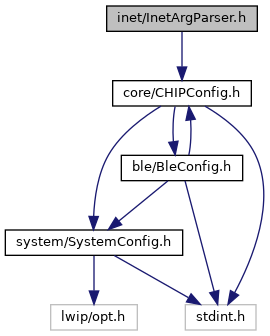 inet/InetArgParser.h
core/CHIPConfig.h
ble/BleConfig.h
system/SystemConfig.h
lwip/opt.h
stdint.h